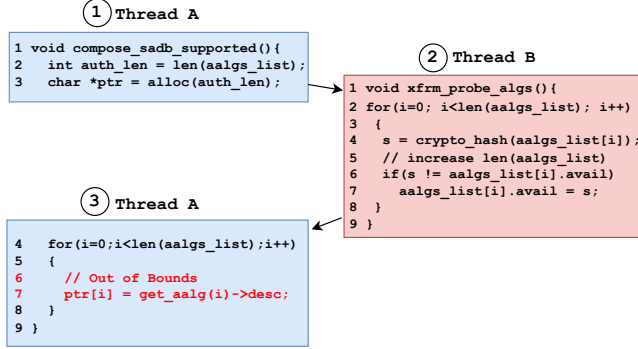 1 Thread A
1 void compose_sadb_supported(){
2 int auth_len = len(aalgs_list);
3 char *ptr = alloc(auth_len);
2 Thread B
1 void xfrm_probe_algs(){
2 for(i=0; i<len(aalgs_list); i++)
3 {
4 s = crypto_hash(aalgs_list[i]);
5 // increase len(aalgs_list)
6 if(s != aalgs_list[i].avail)
7 aalgs_list[i].avail = s;
8 }
9 }
3 Thread A
4 for(i=0;i<len(aalgs_list);i++)
5 {
6 // Out of Bounds
7 ptr[i] = get_aalg(i)->desc;
8 }
9 }